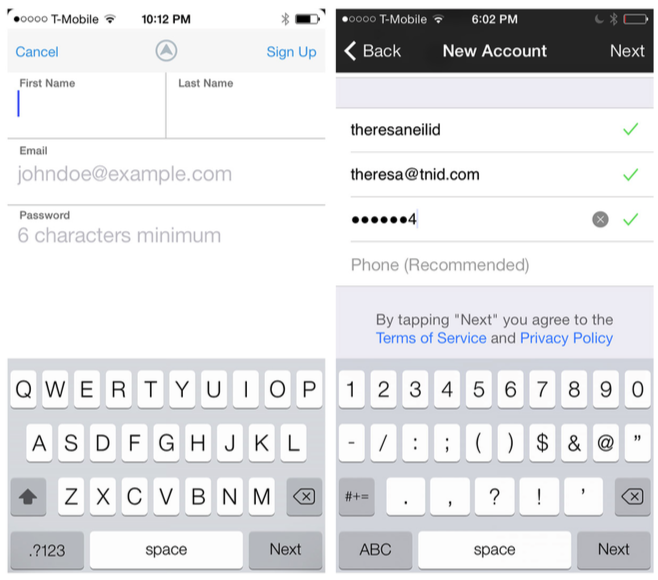 ●oooo T-Mobile 10:12 PM
Cancel Sign Up
First Name Last Name
Email
johndoe@example.com
Password
6 characters minimum
Q W E R T Y U I O P
A S D F G H J K L
Z X C V B N M
.?123 space Next
●oooo T-Mobile 6:02 PM
Back New Account Next
theresaneilid
theresa@tnid.com
●●●●●●4
Phone (Recommended)
By tapping "Next" you agree to the
Terms of Service and Privacy Policy
1 2 3 4 5 6 7 8 9 0
- / : ; ( ) $ & @ ”
#+= . , ? ! ’
ABC space Next